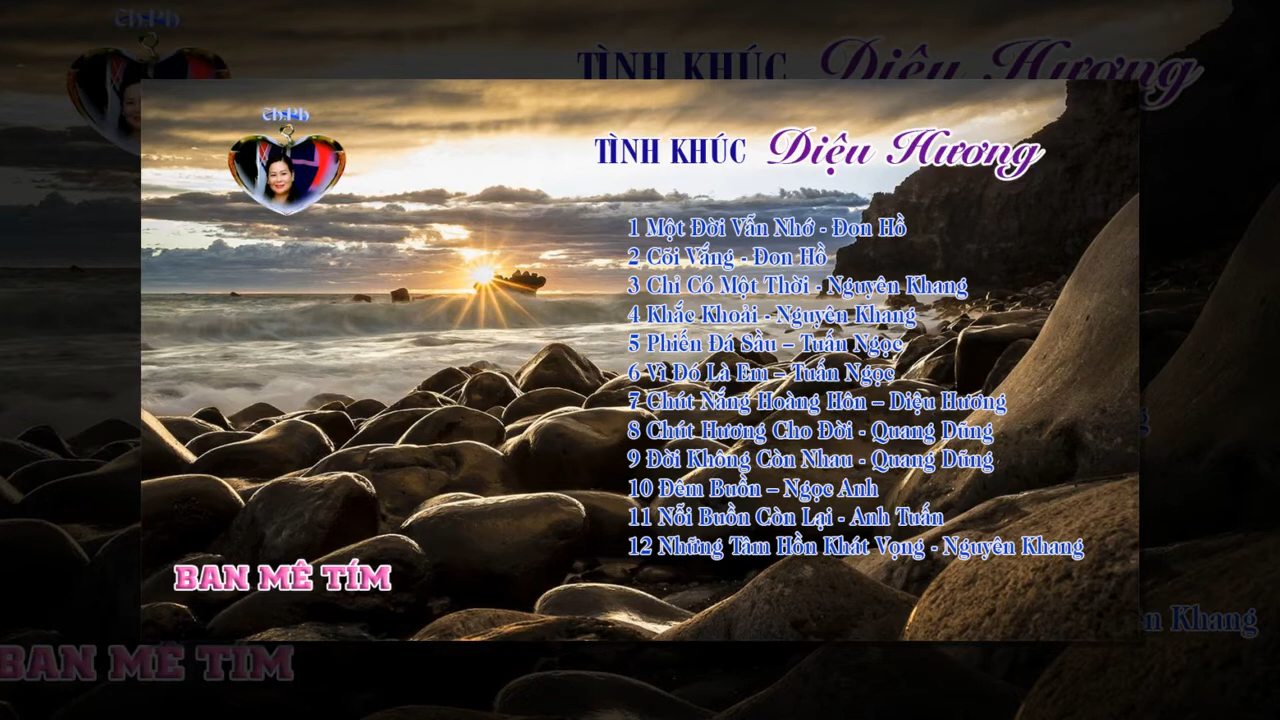 Th.Ph
TÌNH KHÚC Diệu Hương
1 Một Đời Vẫn Nhớ - Đon Hồ
2 Cõi Vắng - Đon Hồ
3 Chỉ Có Một Thời - Nguyên Khang
4 Khắc Khoải - Nguyên Khang
5 Phiến Đá Sầu – Tuấn Ngọc
6 Vì Đó Là Em – Tuấn Ngọc
7 Chút Nắng Hoàng Hôn – Diệu Hương
8 Chút Hương Cho Đời - Quang Dũng
9 Đời Không Còn Nhau - Quang Dũng
10 Đêm Buồn – Ngọc Anh
11 Nỗi Buồn Còn Lại - Anh Tuấn
12 Những Tâm Hồn Khát Vọng - Nguyên Khang
BAN MÊ TÍM